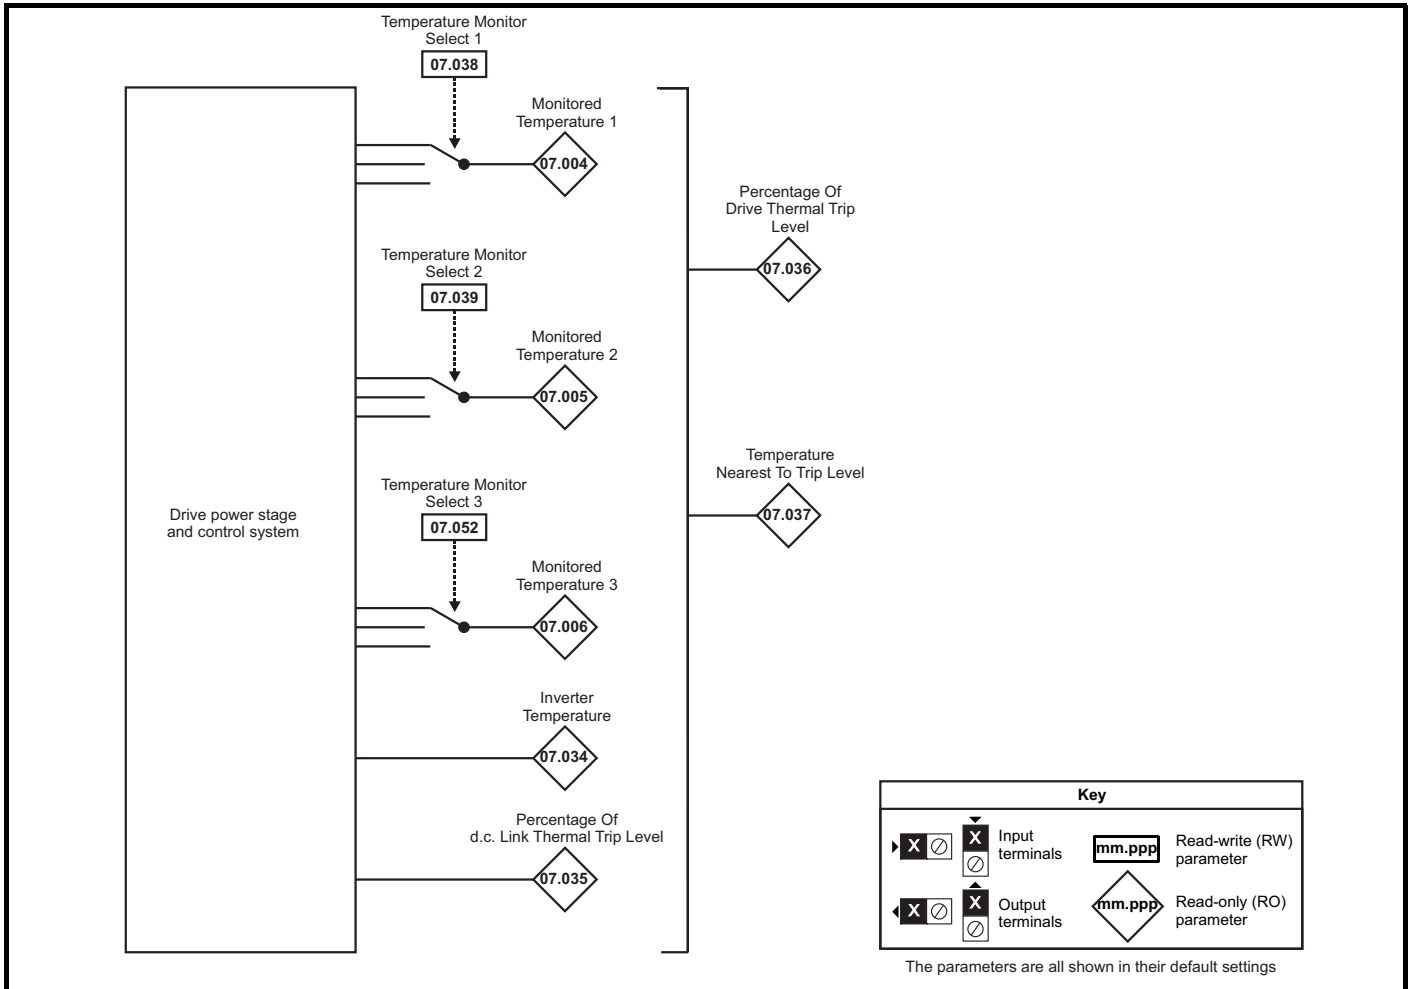 Temperature Monitor
Select 1
07.038
Monitored
Temperature 1
07.004
Percentage Of
Drive Thermal Trip
Level
07.036
Temperature Monitor
Select 2
07.039
Monitored
Temperature 2
07.005
Temperature
Nearest To Trip Level
07.037
Drive power stage
and control system
Temperature Monitor
Select 3
07.052
Monitored
Temperature 3
07.006
Inverter
Temperature
07.034
Percentage Of
d.c. Link Thermal Trip Level
07.035
Key
X
X
Input
terminals
mm.ppp
Read-write (RW)
parameter
X
X
Output
terminals
mm.ppp
Read-only (RO)
parameter
The parameters are all shown in their default settings